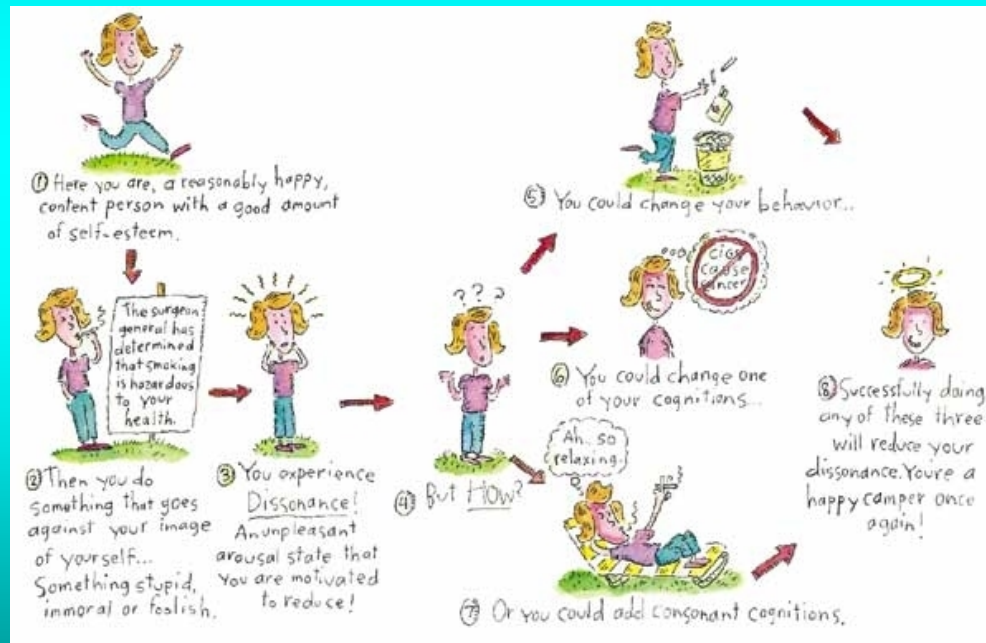 ① Here you are, a reasonably happy,
content person with a good amount
of self-esteem.
The surgeon
general has
determined
that smoking
is hazardous
to your
health.
② Then you do
something that goes
against your image
of yourself...
Something stupid,
immoral or foolish.
③ You experience
Dissonance!
An unpleasant
arousal state that
you are motivated
to reduce!
? ? ?
④ But How?
⑤ You could change your behavior...
cigs
cause
cancer
⑥ You could change one
of your cognitions...
Ah.. so
relaxing.
⑦ Or you could add consonant cognitions.
⑧ Successfully doing
any of these three
will reduce your
dissonance. You're a
happy camper once
again!